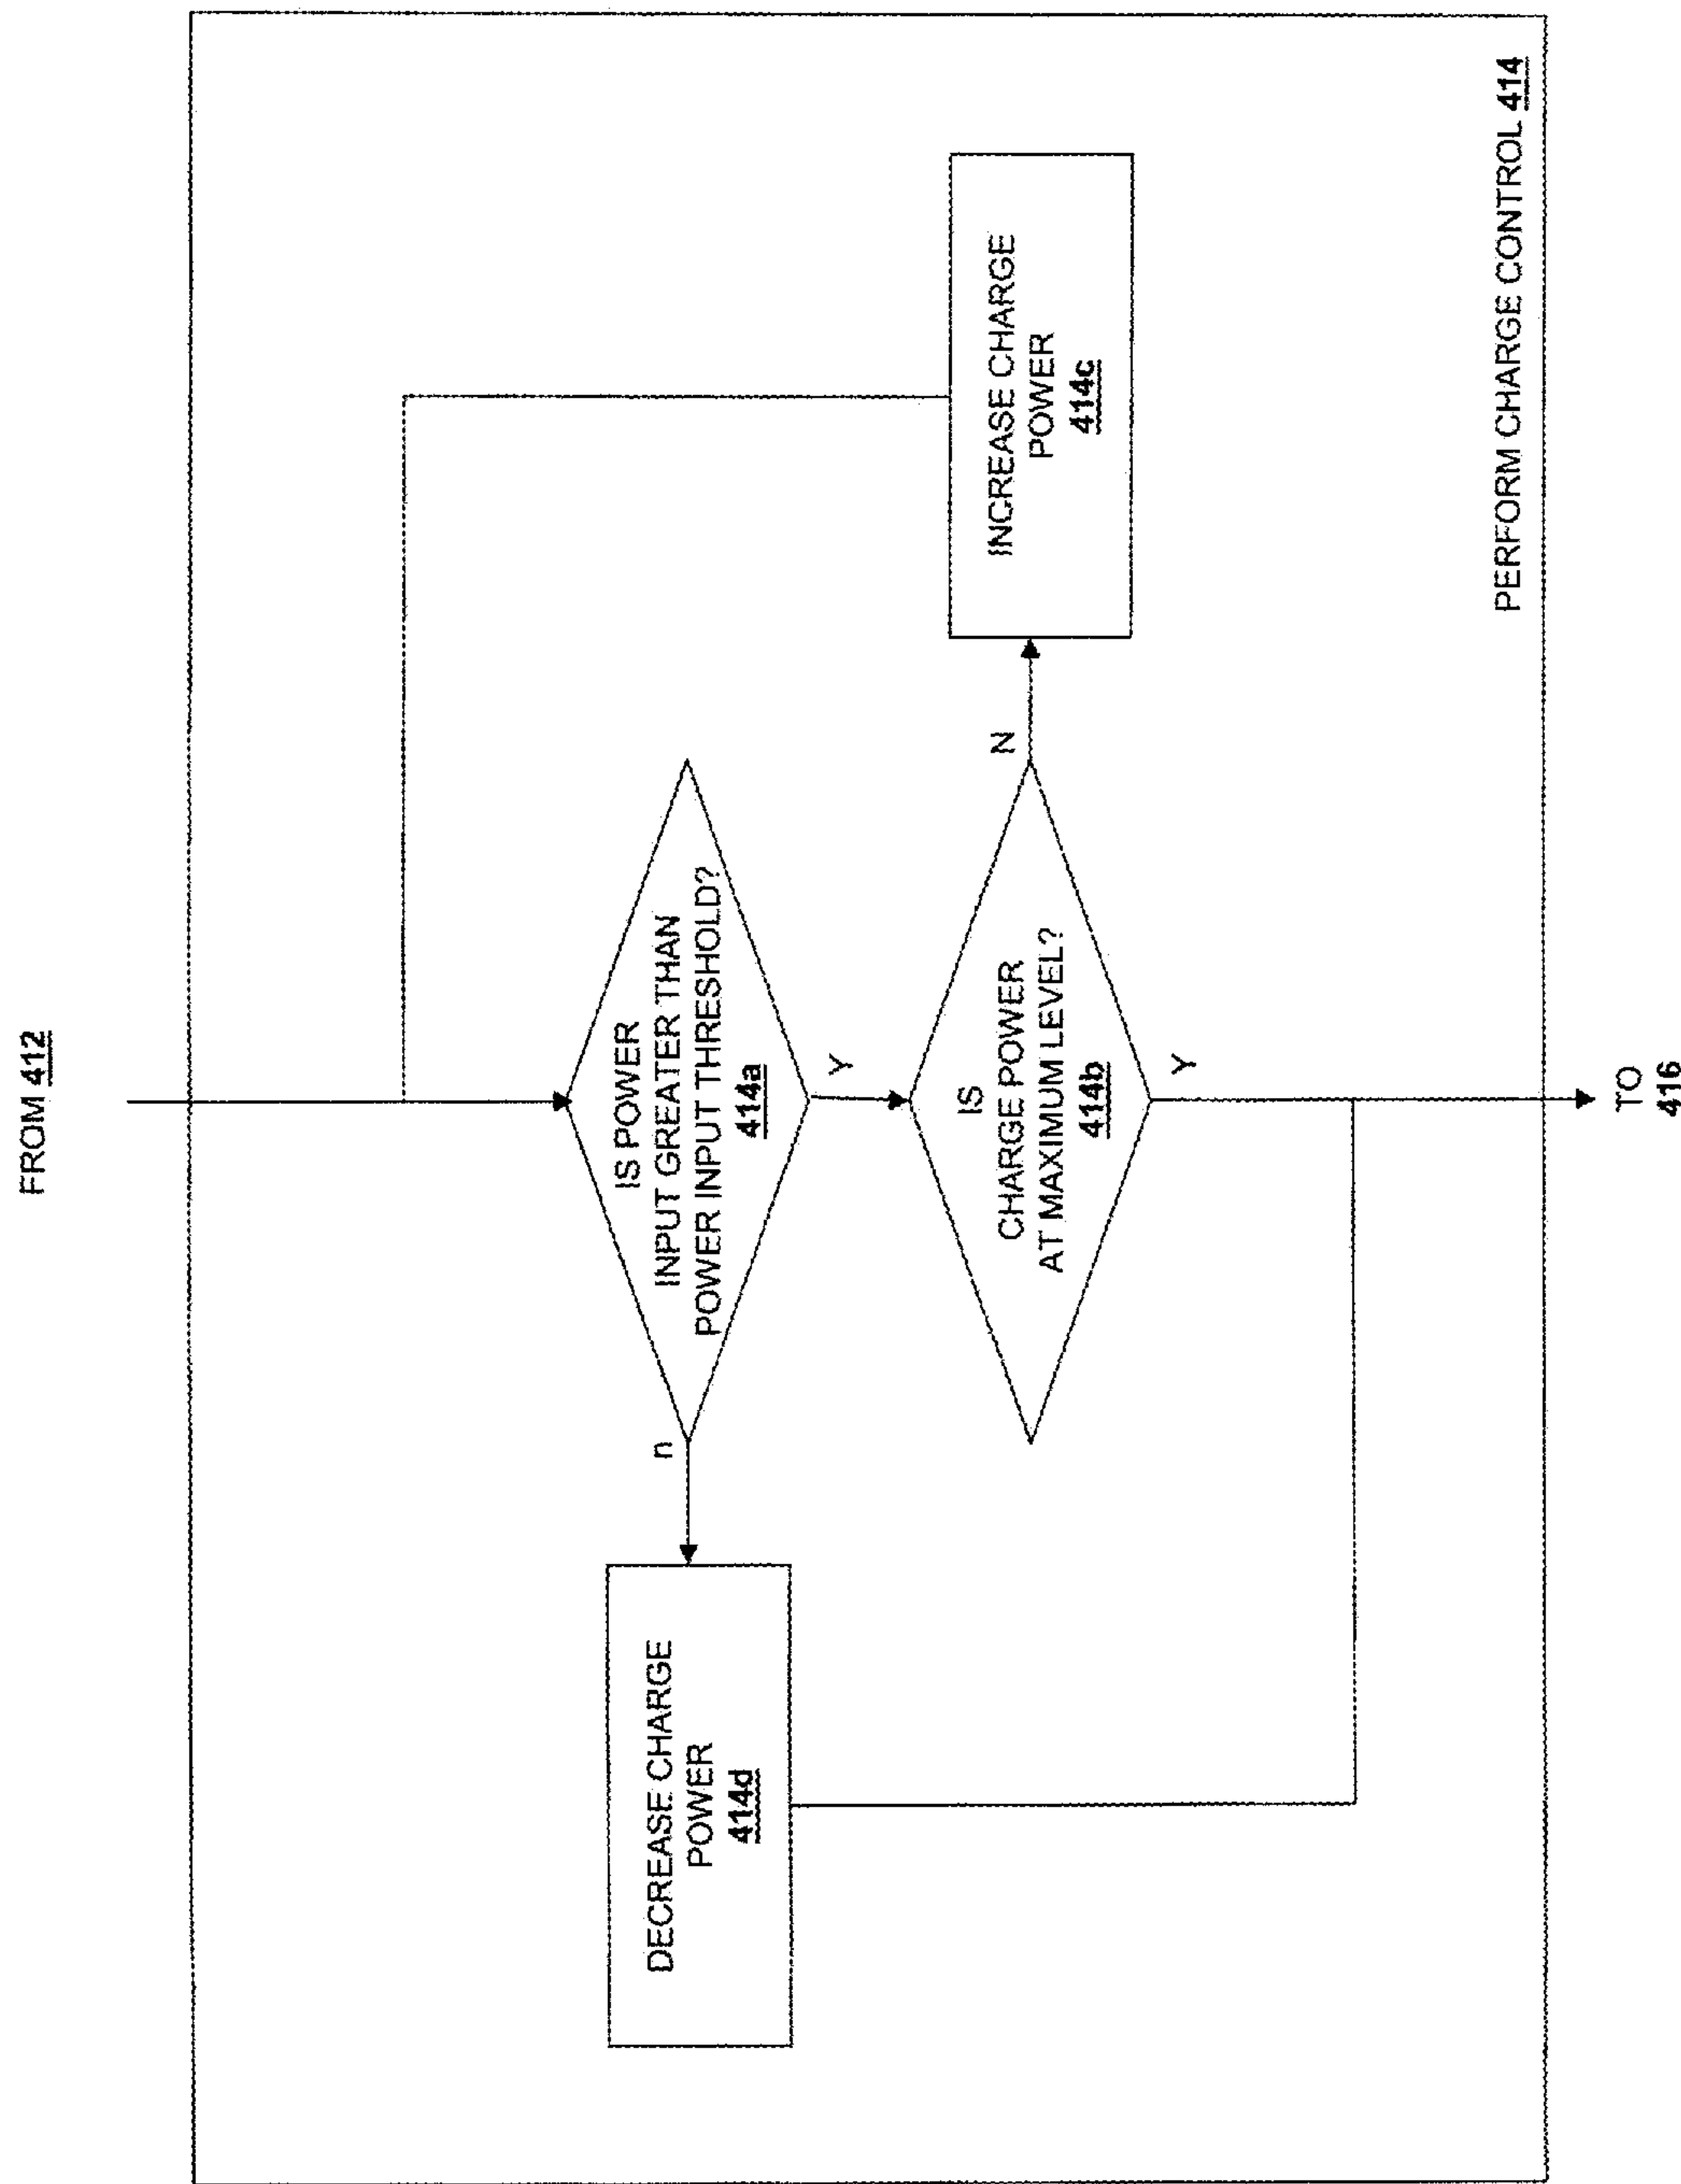 FROM 412
IS POWER
INPUT GREATER THAN
POWER INPUT THRESHOLD?
414a
n
Y
DECREASE CHARGE
POWER
414d
IS
CHARGE POWER
AT MAXIMUM LEVEL?
414b
N
Y
INCREASE CHARGE
POWER
414c
PERFORM CHARGE CONTROL 414
TO
416